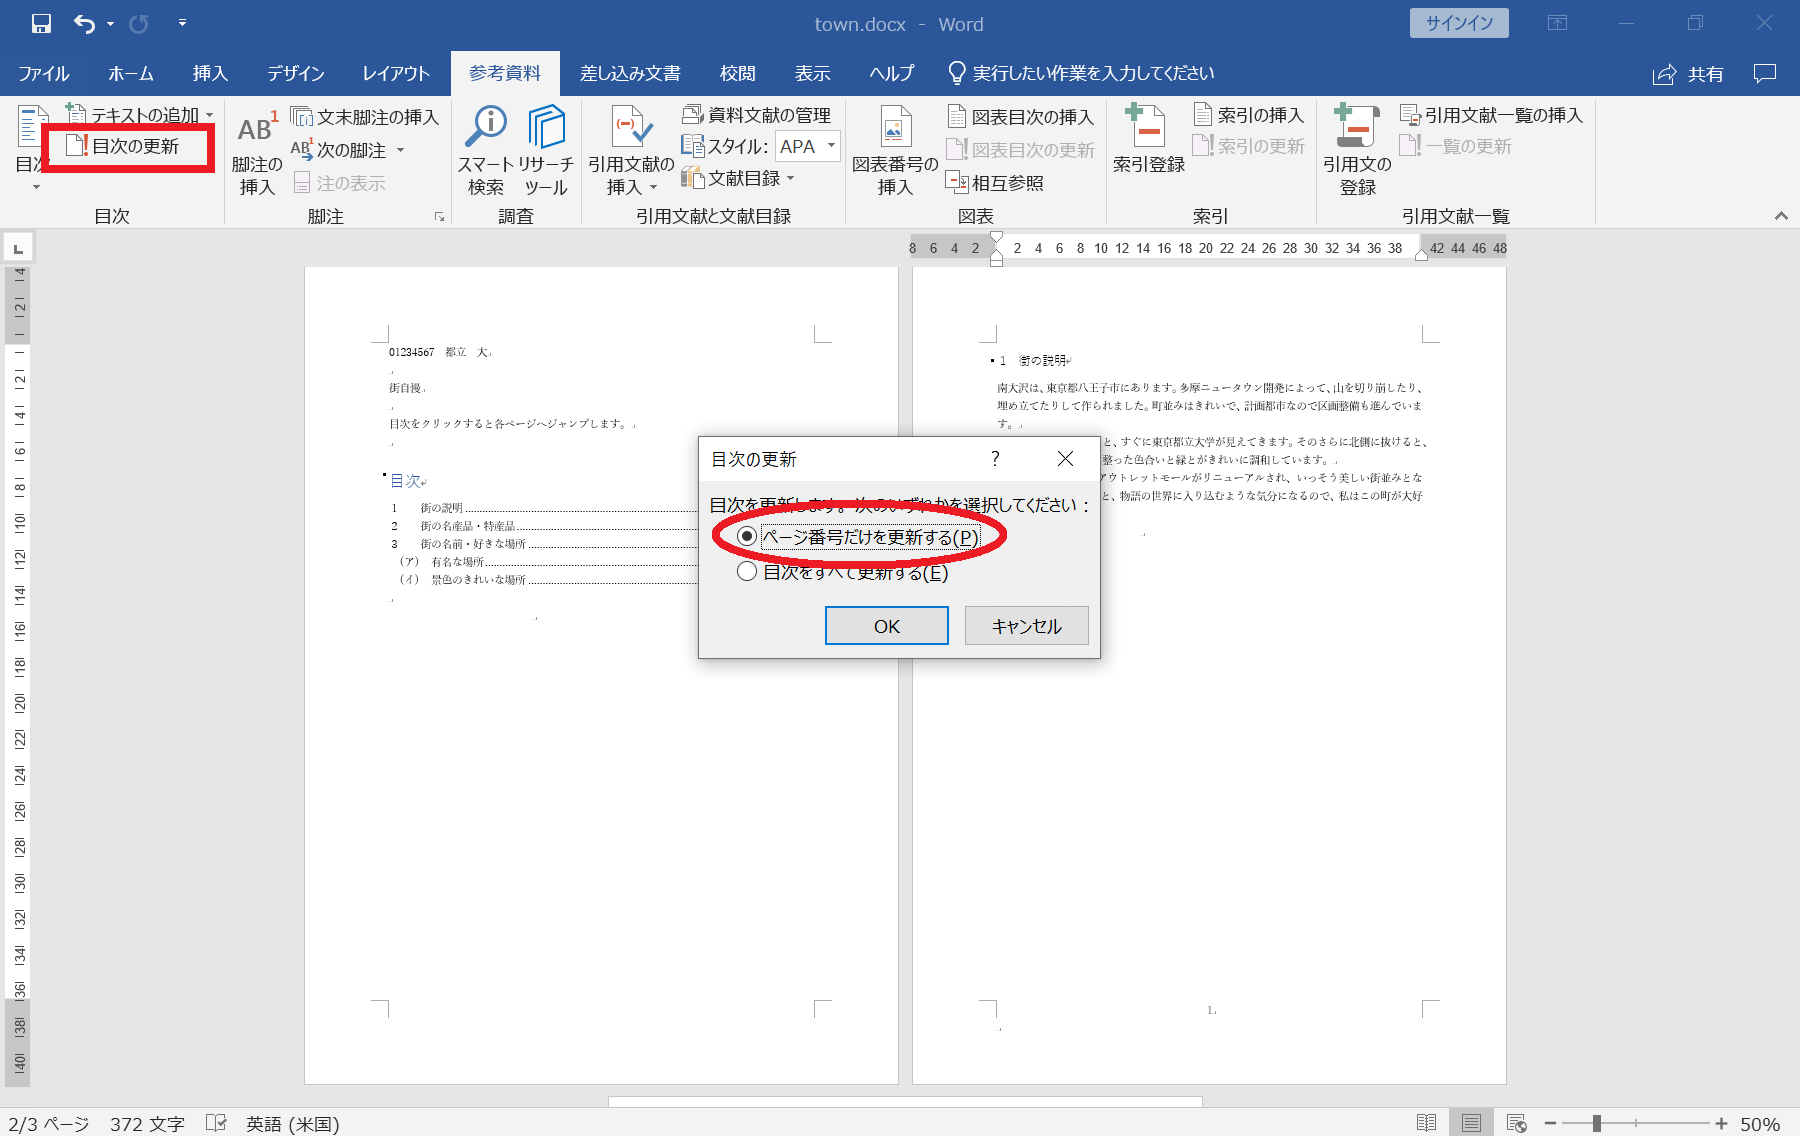 town.docx - Word
サインイン
ファイル ホーム 挿入 デザイン レイアウト 参考資料 差し込み文書 校閲 表示 ヘルプ 実行したい作業を入力してください 共有
目次
テキストの追加
目次の更新
目次
AB1
脚注の
挿入
文末脚注の挿入
AB1 次の脚注
注の表示
脚注
スマート
検索
リサーチ
ツール
調査
引用文献の
挿入
資料文献の管理
スタイル: APA
文献目録
引用文献と文献目録
図表番号の
挿入
図表目次の挿入
図表目次の更新
相互参照
図表
索引登録
索引の挿入
索引の更新
索引
引用文の
登録
引用文献一覧の挿入
一覧の更新
引用文献一覧
8 6 4 2 2 4 6 8 10 12 14 16 18 20 22 24 26 28 30 32 34 36 38 42 44 46 48
4 2 2 4 6 8 10 12 14 16 18 20 22 24 26 28 30 32 34 36 38 40
01234567 都立 大
街自慢
目次をクリックすると各ページへジャンプします。
目次
1 街の説明
2 街の名産品・特産品
3 街の名前・好きな場所
(ア) 有名な場所
(イ) 景色のきれいな場所
1 街の説明
南大沢は、東京都八王子市にあります。多摩ニュータウン開発によって、山を切り崩したり、
埋め立てたりして作られました。町並みはきれいで、計画都市なので区画整備も進んでいま
す。
と、すぐに東京都立大学が見えてきます。そのさらに北側に抜けると、
整った色合いと緑とがきれいに調和しています。
アウトレットモールがリニューアルされ、いっそう美しい街並みとな
と、物語の世界に入り込むような気分になるので、私はこの町が大好
1
目次の更新 ?
目次を更新します。次のいずれかを選択してください:
ページ番号だけを更新する(P)
目次をすべて更新する(E)
OK キャンセル
2/3 ページ 372 文字 英語 (米国) 50%